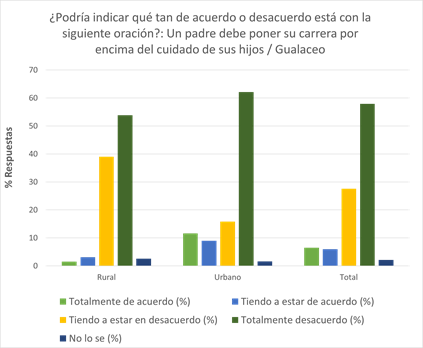 ¿Podría indicar qué tan de acuerdo o desacuerdo está con la
siguiente oración?: Un padre debe poner su carrera por
encima del cuidado de sus hijos / Gualaceo
% Respuestas
70
60
50
40
30
20
10
0
Rural
Urbano
Total
Totalmente de acuerdo (%)
Tiendo a estar de acuerdo (%)
Tiendo a estar en desacuerdo (%)
Totalmente desacuerdo (%)
No lo se (%)